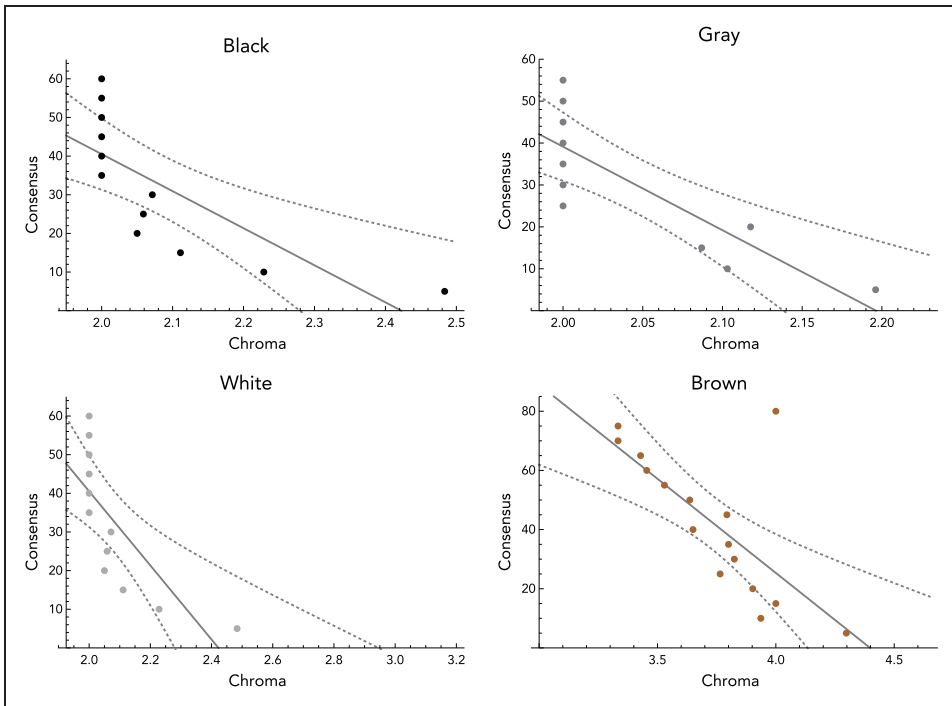 Black
60
50
40
30
20
10
Consensus
2.0 2.1 2.2 2.3 2.4 2.5
Chroma
Gray
60
50
40
30
20
10
Consensus
2.00 2.05 2.10 2.15 2.20
Chroma
White
60
50
40
30
20
10
Consensus
2.0 2.2 2.4 2.6 2.8 3.0 3.2
Chroma
Brown
80
60
40
20
Consensus
3.5 4.0 4.5
Chroma